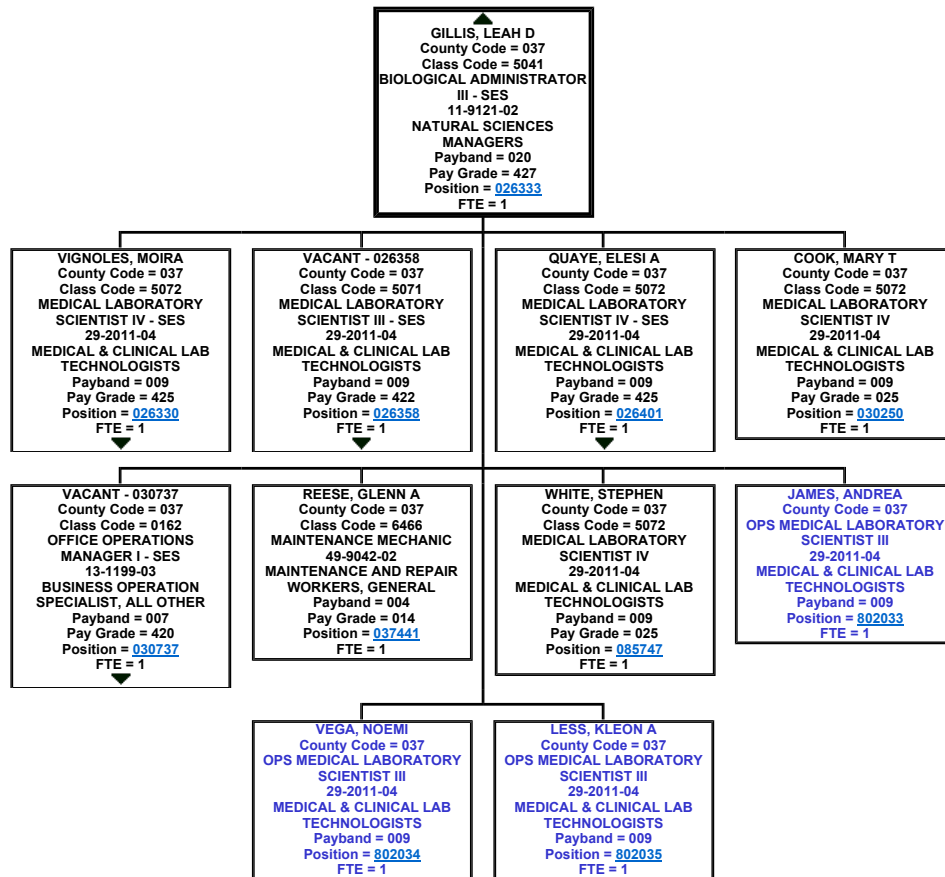 GILLIS, LEAH D
County Code = 037
Class Code = 5041
BIOLOGICAL ADMINISTRATOR
III - SES
11-9121-02
NATURAL SCIENCES
MANAGERS
Payband = 020
Pay Grade = 427
Position = 026333
FTE = 1
VIGNOLES, MOIRA
County Code = 037
Class Code = 5072
MEDICAL LABORATORY
SCIENTIST IV - SES
29-2011-04
MEDICAL & CLINICAL LAB
TECHNOLOGISTS
Payband = 009
Pay Grade = 425
Position = 026330
FTE = 1
VACANT - 026358
County Code = 037
Class Code = 5071
MEDICAL LABORATORY
SCIENTIST III - SES
29-2011-04
MEDICAL & CLINICAL LAB
TECHNOLOGISTS
Payband = 009
Pay Grade = 422
Position = 026358
FTE = 1
QUAYE, ELESI A
County Code = 037
Class Code = 5072
MEDICAL LABORATORY
SCIENTIST IV - SES
29-2011-04
MEDICAL & CLINICAL LAB
TECHNOLOGISTS
Payband = 009
Pay Grade = 425
Position = 026401
FTE = 1
COOK, MARY T
County Code = 037
Class Code = 5072
MEDICAL LABORATORY
SCIENTIST IV
29-2011-04
MEDICAL & CLINICAL LAB
TECHNOLOGISTS
Payband = 009
Pay Grade = 025
Position = 030250
FTE = 1
VACANT - 030737
County Code = 037
Class Code = 0162
OFFICE OPERATIONS
MANAGER I - SES
13-1199-03
BUSINESS OPERATION
SPECIALIST, ALL OTHER
Payband = 007
Pay Grade = 420
Position = 030737
FTE = 1
REESE, GLENN A
County Code = 037
Class Code = 6466
MAINTENANCE MECHANIC
49-9042-02
MAINTENANCE AND REPAIR
WORKERS, GENERAL
Payband = 004
Pay Grade = 014
Position = 037441
FTE = 1
WHITE, STEPHEN
County Code = 037
Class Code = 5072
MEDICAL LABORATORY
SCIENTIST IV
29-2011-04
MEDICAL & CLINICAL LAB
TECHNOLOGISTS
Payband = 009
Pay Grade = 025
Position = 085747
FTE = 1
JAMES, ANDREA
County Code = 037
OPS MEDICAL LABORATORY
SCIENTIST III
29-2011-04
MEDICAL & CLINICAL LAB
TECHNOLOGISTS
Payband = 009
Position = 802033
FTE = 1
VEGA, NOEMI
County Code = 037
OPS MEDICAL LABORATORY
SCIENTIST III
29-2011-04
MEDICAL & CLINICAL LAB
TECHNOLOGISTS
Payband = 009
Position = 802034
FTE = 1
LESS, KLEON A
County Code = 037
OPS MEDICAL LABORATORY
SCIENTIST III
29-2011-04
MEDICAL & CLINICAL LAB
TECHNOLOGISTS
Payband = 009
Position = 802035
FTE = 1